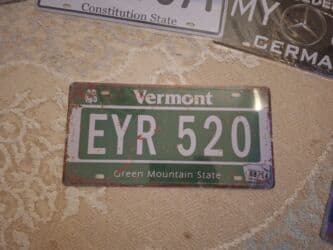 Constitution State
MY
GERMA
Vermont
EYR 520
Green Mountain State